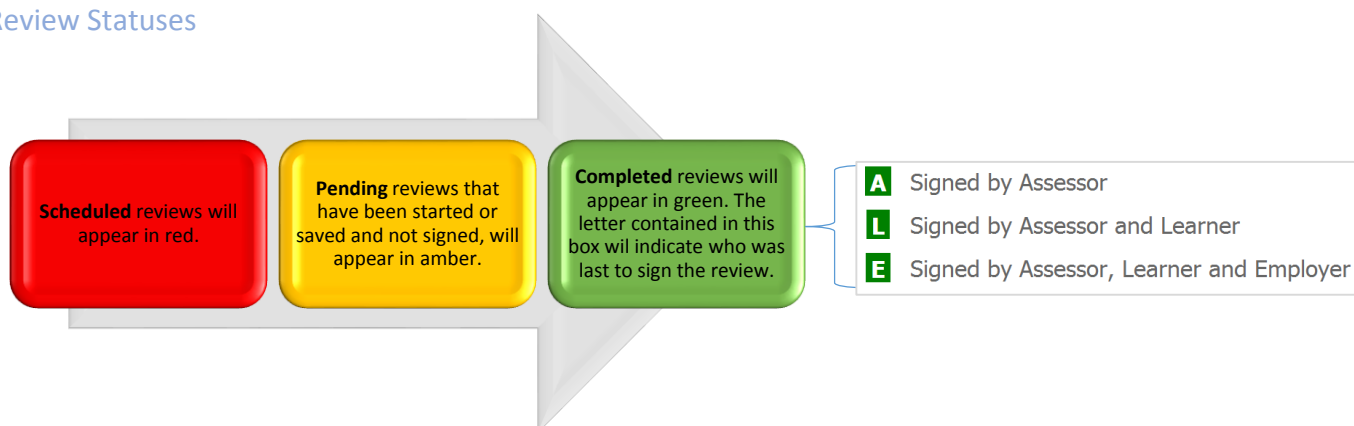 Review Statuses
Scheduled reviews will
appear in red.
Pending reviews that
have been started or
saved and not signed, will
appear in amber.
Completed reviews will
appear in green. The
letter contained in this
box wil indicate who was
last to sign the review.
A Signed by Assessor
L Signed by Assessor and Learner
E Signed by Assessor, Learner and Employer